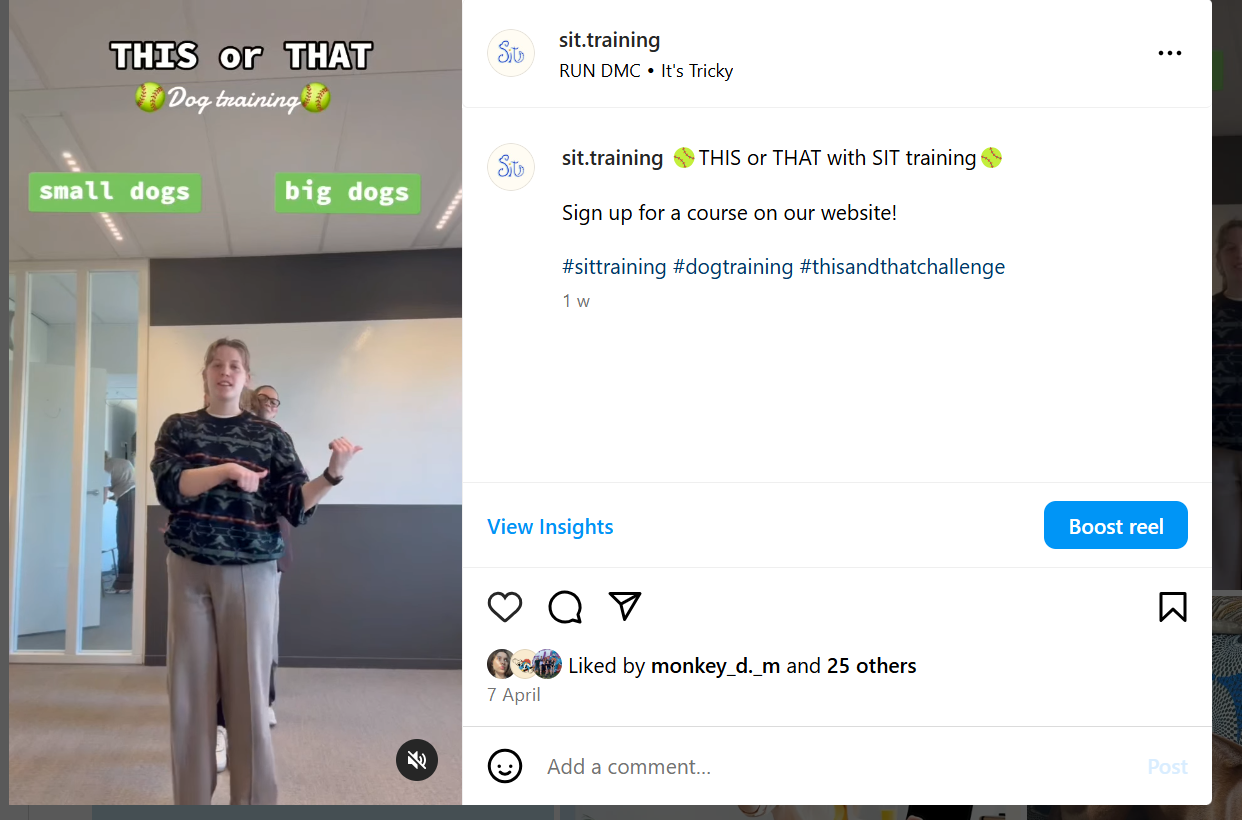 THIS or THAT
Dog training
small dogs
big dogs
Sit
sit.training
RUN DMC • It's Tricky
Sit
sit.training 🥎THIS or THAT with SIT training🥎
Sign up for a course on our website!
#sittraining #dogtraining #thisandthatchallenge
1 w
View Insights
Boost reel
Liked by monkey_d._m and 25 others
7 April
Add a comment...
Post